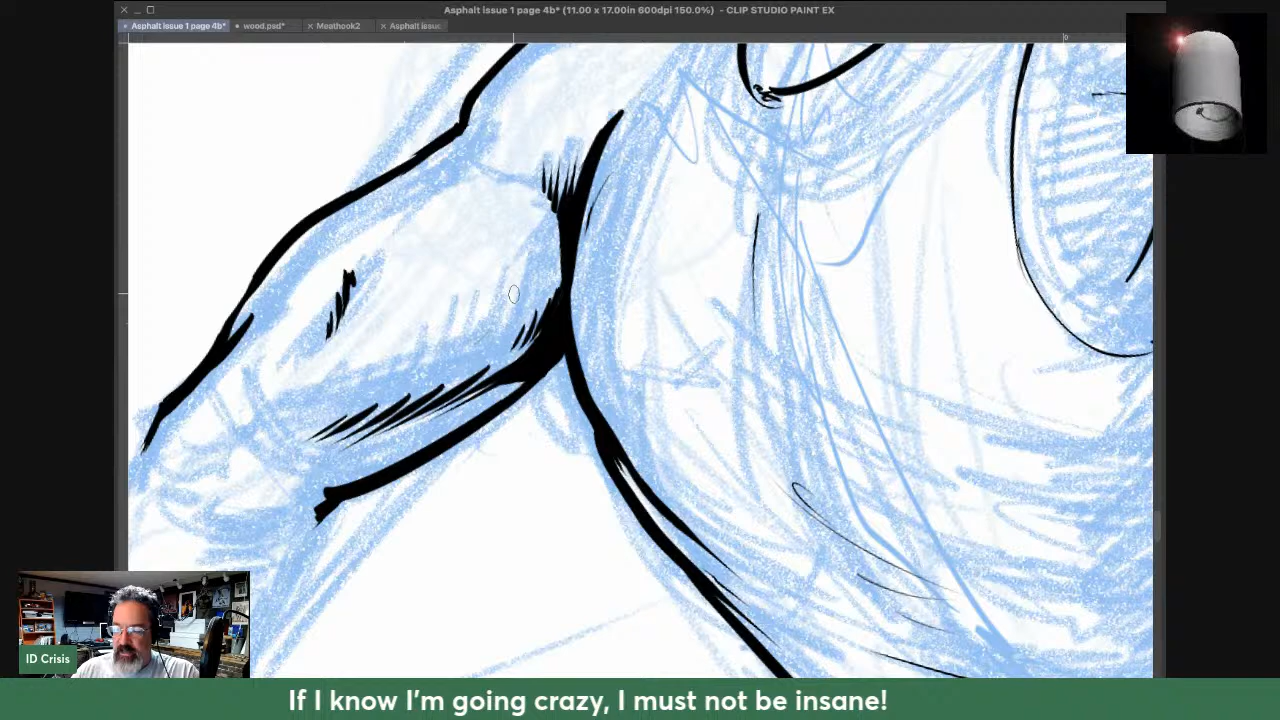 Asphalt issue 1 page 4b* (11.00 x 17.00in 600dpi 150.0%) - CLIP STUDIO PAINT EX
Asphalt issue 1 page 4b*
wood.psd*
Meathook2
Asphalt issue
ID Crisis
If I know I'm going crazy, I must not be insane!